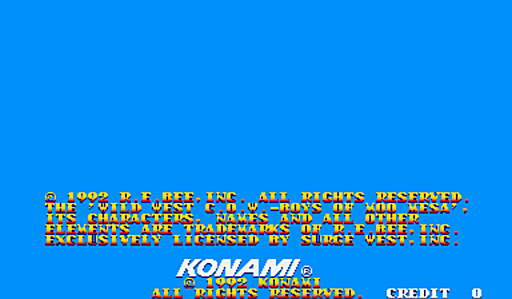 © 1992 R.E.BEE,INC. ALL RIGHTS RESERVED.
THE 'WILD WEST C.O.W.-BOYS OF MOO MESA',
ITS CHARACTERS, NAMES AND ALL OTHER
ELEMENTS ARE TRADEMARKS OF R.E.BEE,INC.
EXCLUSIVELY LICENSED BY SURGE WEST,INC.
KONAMI®
© 1992 KONAMI
ALL RIGHTS RESERVED.
CREDIT 0